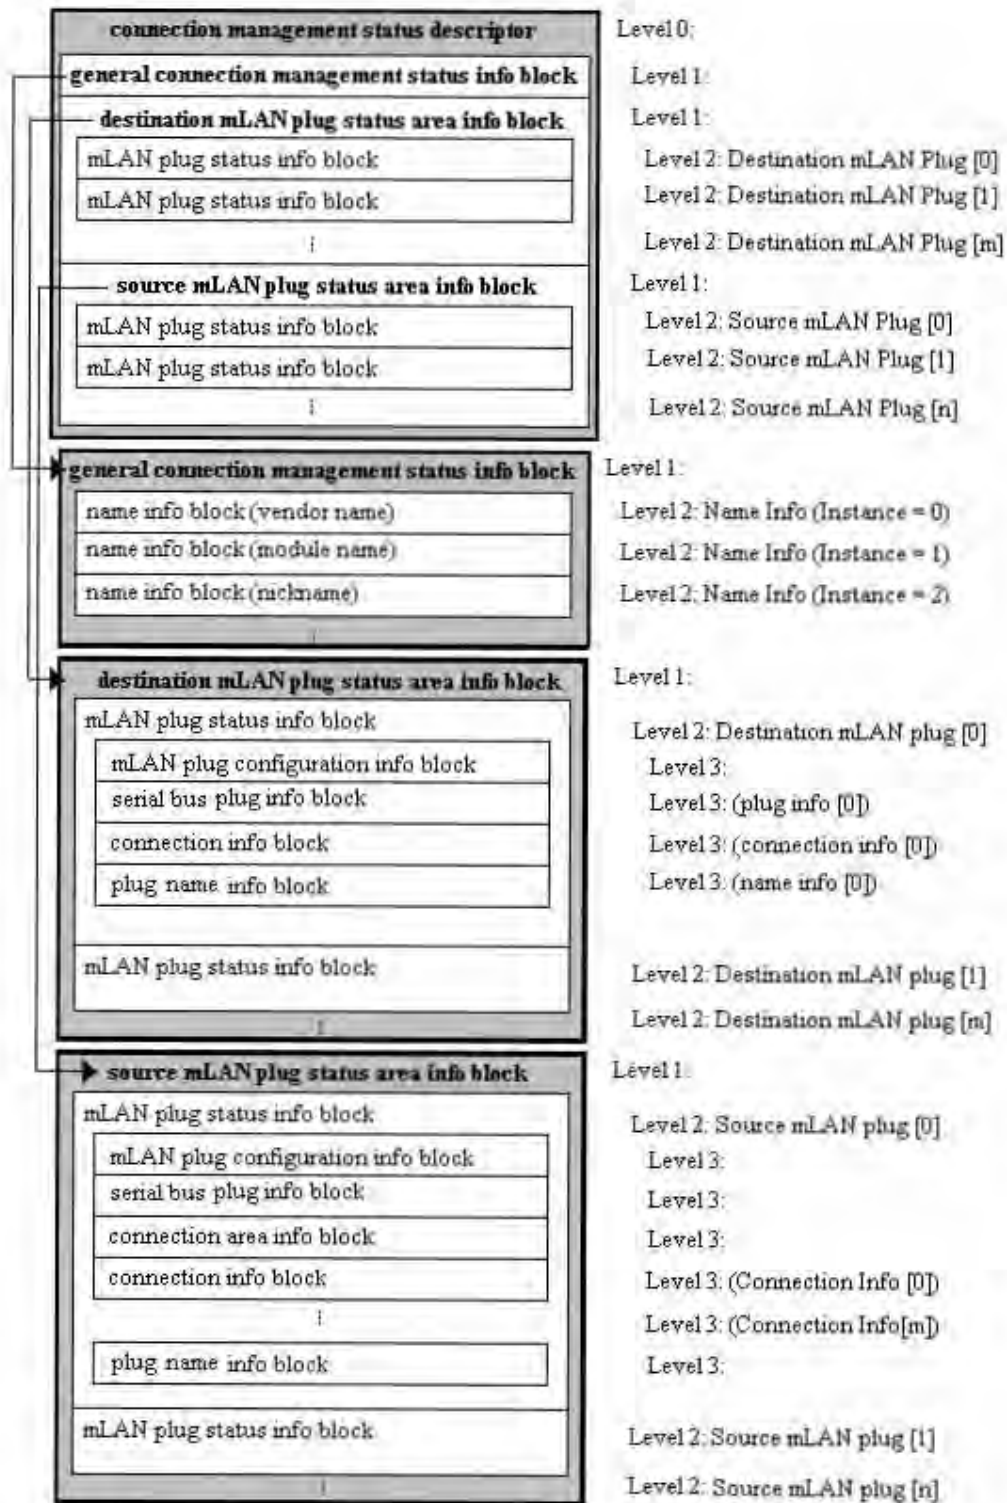 connection management status descriptor Level 0:
general connection management status info block Level 1:
destination mLAN plug status area info block Level 1:
mLAN plug status info block Level 2: Destination mLAN Plug [0]
mLAN plug status info block Level 2: Destination mLAN Plug [1]
⋮ Level 2: Destination mLAN Plug [m]
source mLAN plug status area info block Level 1:
mLAN plug status info block Level 2: Source mLAN Plug [0]
mLAN plug status info block Level 2: Source mLAN Plug [1]
⋮ Level 2: Source mLAN Plug [n]
general connection management status info block Level 1:
name info block (vendor name) Level 2: Name Info (Instance = 0)
name info block (module name) Level 2: Name Info (Instance = 1)
name info block (nickname) Level 2: Name Info (Instance = 2)
⋮
destination mLAN plug status area info block Level 1:
mLAN plug status info block Level 2: Destination mLAN plug [0]
mLAN plug configuration info block Level 3:
serial bus plug info block Level 3: (plug info [0])
connection info block Level 3: (connection info [0])
plug name info block Level 3: (name info [0])
mLAN plug status info block Level 2: Destination mLAN plug [1]
⋮ Level 2: Destination mLAN plug [m]
source mLAN plug status area info block Level 1:
mLAN plug status info block Level 2: Source mLAN plug [0]
mLAN plug configuration info block Level 3:
serial bus plug info block Level 3:
connection area info block Level 3:
connection info block Level 3: (Connection Info [0])
⋮ Level 3: (Connection Info[m])
plug name info block Level 3:
mLAN plug status info block Level 2: Source mLAN plug [1]
⋮ Level 2: Source mLAN plug [n]